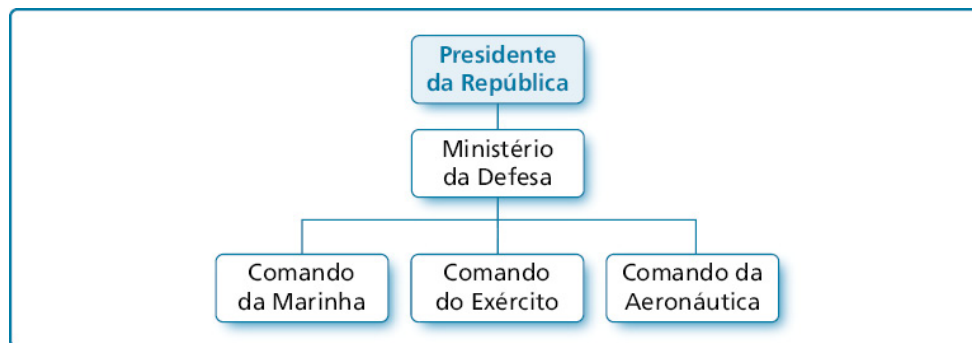 Presidente
da República
Ministério
da Defesa
Comando
da Marinha
Comando
do Exército
Comando da
Aeronáutica